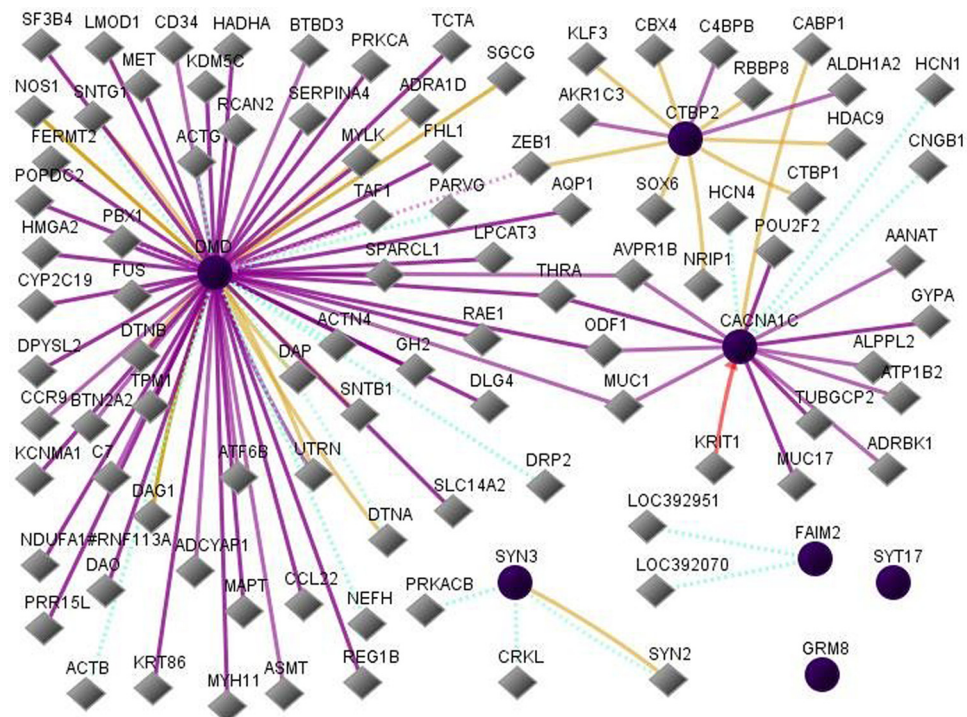 SF3B4
LMOD1
CD34
HADHA
BTBD3
TCTA
PRKCA
SGCG
KLF3
CBX4
C4BPB
CABP1
MET
KDM5C
RBBP8
ALDH1A2
HCN1
NOS1
SNTG1
RCAN2
SERPINA4
ADRA1D
AKR1C3
CTBP2
HDAC9
FERMT2
ACTG
MYLK
FHL1
ZEB1
CNGB1
POPDC2
TAF1
PARVG
AQP1
SOX6
HCN4
CTBP1
HMGA2
PBX1
DMD
SPARCL1
LPCAT3
AVPR1B
POU2F2
AANAT
CYP2C19
FUS
THRA
NRIP1
GYPA
DPYSL2
DTNB
ACTN4
RAE1
ODF1
CACNA1C
ALPPL2
DAP
GH2
ATP1B2
CCR9
BTN2A2
TPM1
SNTB1
DLG4
MUC1
TUBGCP2
KCNMA1
C7
ATF6B
UTRN
DRP2
KRIT1
MUC17
ADRBK1
DAG1
SLC14A2
LOC392951
NDUFA1#RNF113A
ADCYAP1
DTNA
SYN3
FAIM2
SYT17
DAO
MAPT
CCL22
NEFH
PRKACB
LOC392070
PRR15L
ACTB
KRT86
MYH11
ASMT
REG1B
CRKL
SYN2
GRM8